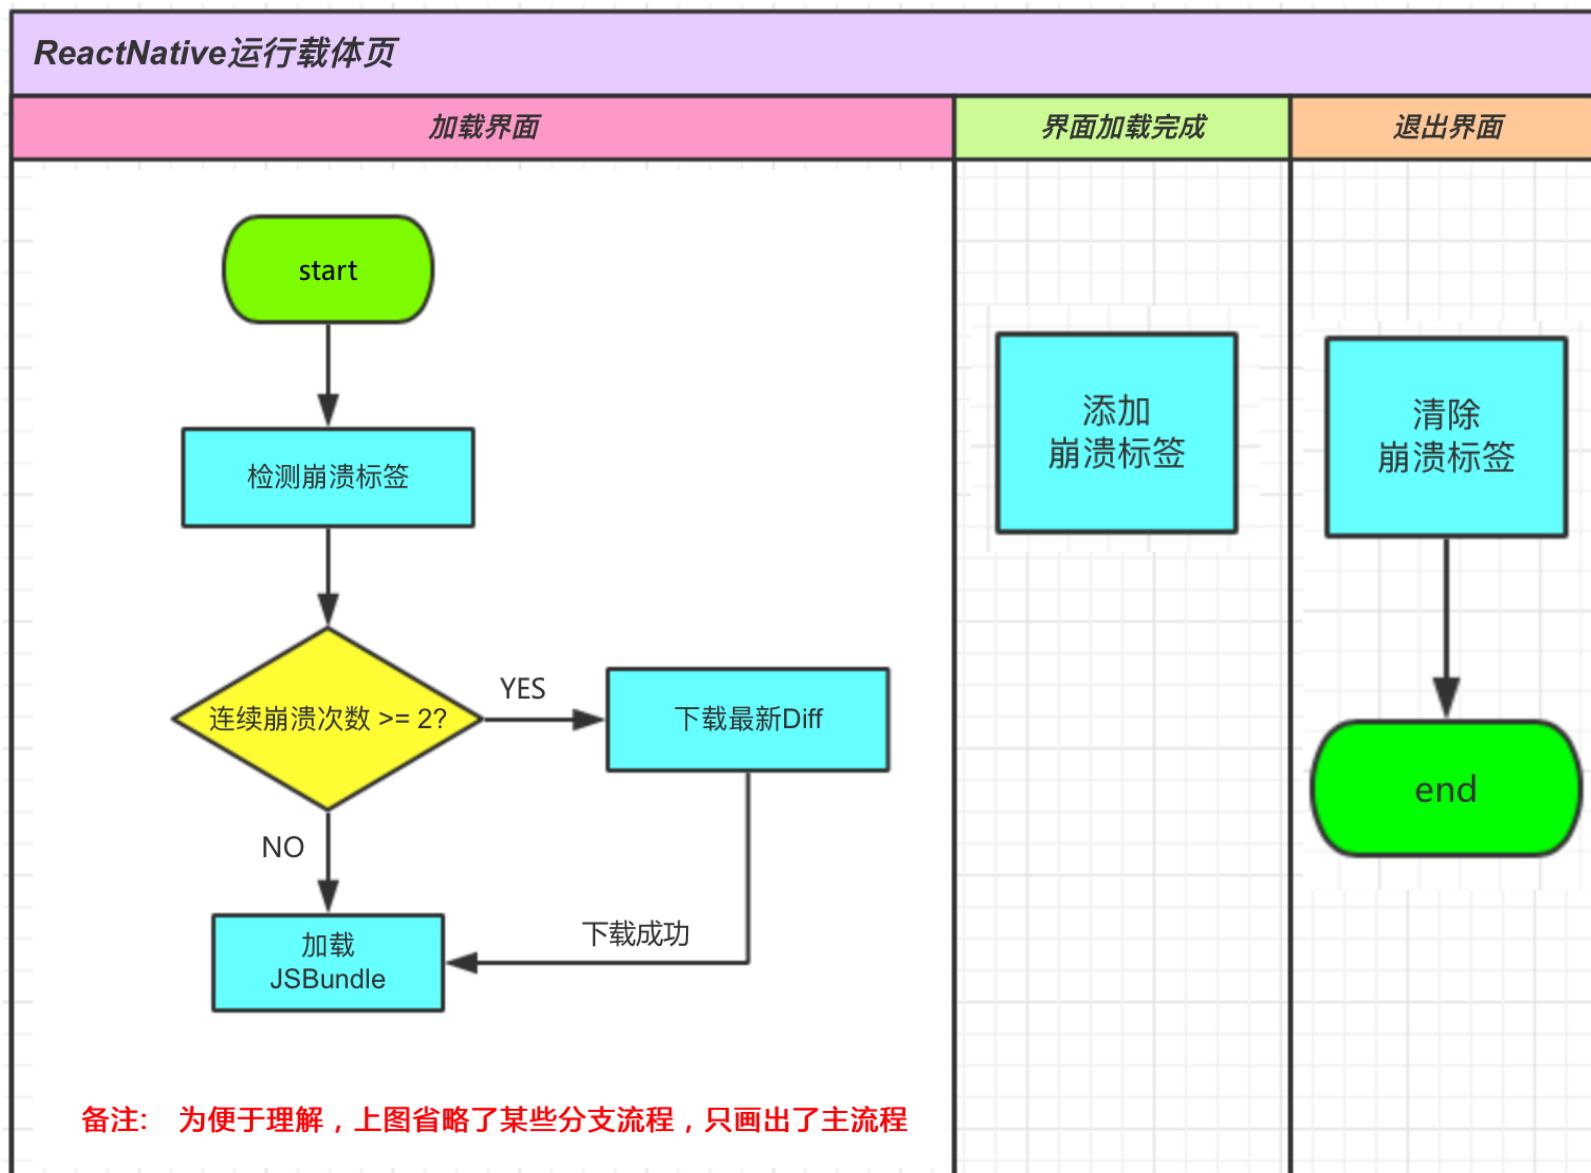 ReactNative运行载体页
加载界面
界面加载完成
退出界面
start
检测崩溃标签
连续崩溃次数 >= 2?
YES
下载最新Diff
NO
下载成功
加载
JSBundle
添加
崩溃标签
清除
崩溃标签
end
备注: 为便于理解，上图省略了某些分支流程，只画出了主流程